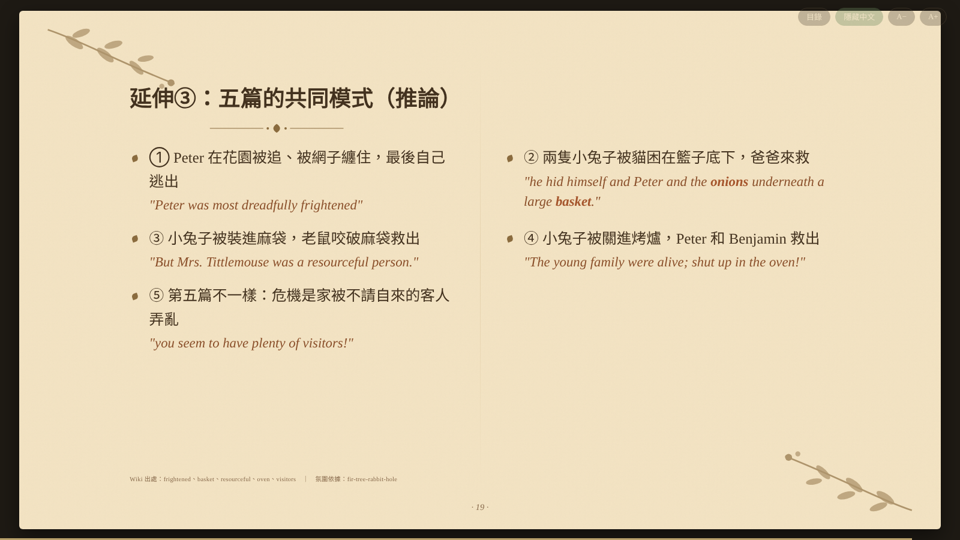 目錄
隱藏中文
A−
A+
延伸③：五篇的共同模式（推論）
① Peter 在花園被追、被網子纏住，最後自己
逃出
"Peter was most dreadfully frightened"
③ 小兔子被裝進麻袋，老鼠咬破麻袋救出
"But Mrs. Tittlemouse was a resourceful person."
⑤ 第五篇不一樣：危機是家被不請自來的客人
弄亂
"you seem to have plenty of visitors!"
② 兩隻小兔子被貓困在籃子底下，爸爸來救
"he hid himself and Peter and the onions underneath a
large basket."
④ 小兔子被關進烤爐，Peter 和 Benjamin 救出
"The young family were alive; shut up in the oven!"
Wiki 出處：frightened、basket、resourceful、oven、visitors ｜ 氛圍依據：fir-tree-rabbit-hole
· 19 ·